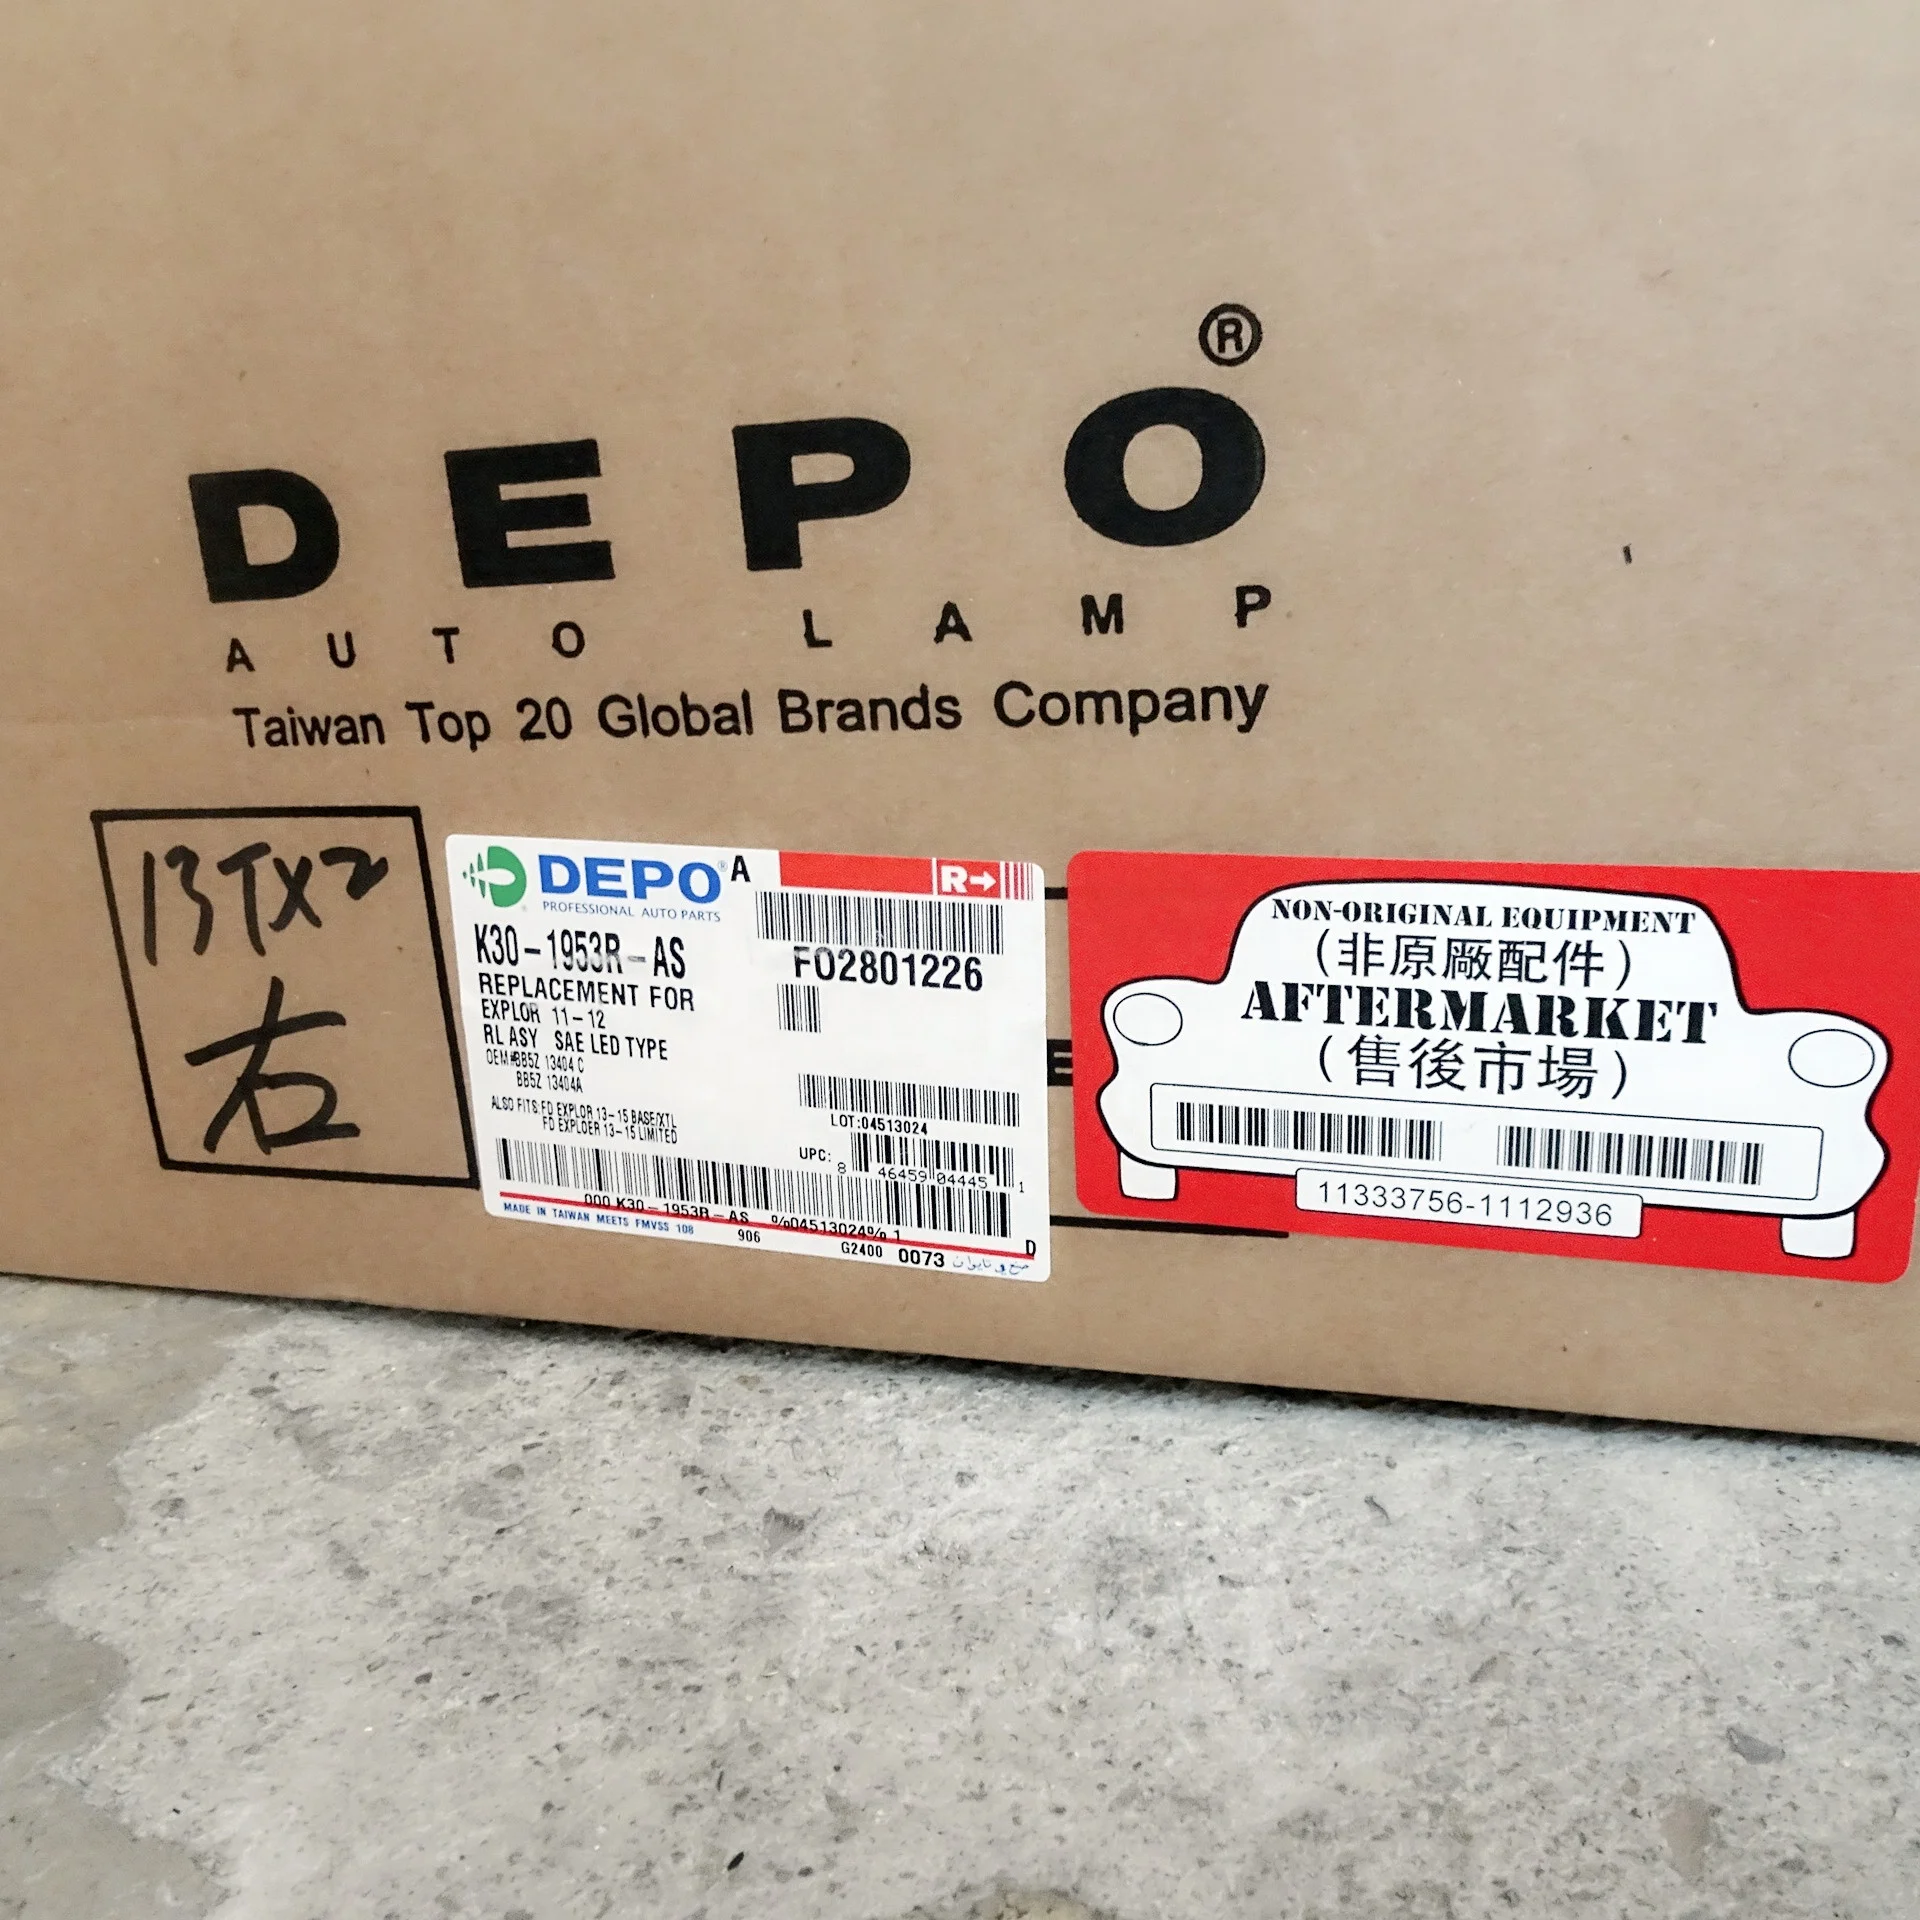 ®
DEPO
AUTO LAMP
Taiwan Top 20 Global Brands Company
13TX2
右
DEPO® A
PROFESSIONAL AUTO PARTS
R→
K30-1953R-AS
FO2801226
REPLACEMENT FOR
EXPLOR 11-12
RL ASY SAE LED TYPE
OEM#BB5Z 13404 C
BB5Z 13404A
ALSO FITS:FD EXPLOR 13-15 BASE/XTL
FD EXPLOER 13-15 LIMITED
LOT:04513024
UPC: 8 46459 04445 1
000 K30-1953R-AS %04513024% 1
D
MADE IN TAIWAN MEETS FMVSS 108
906
G2400 0073
E
NON-ORIGINAL EQUIPMENT
(非原廠配件)
AFTERMARKET
(售後市場)
11333756-1112936